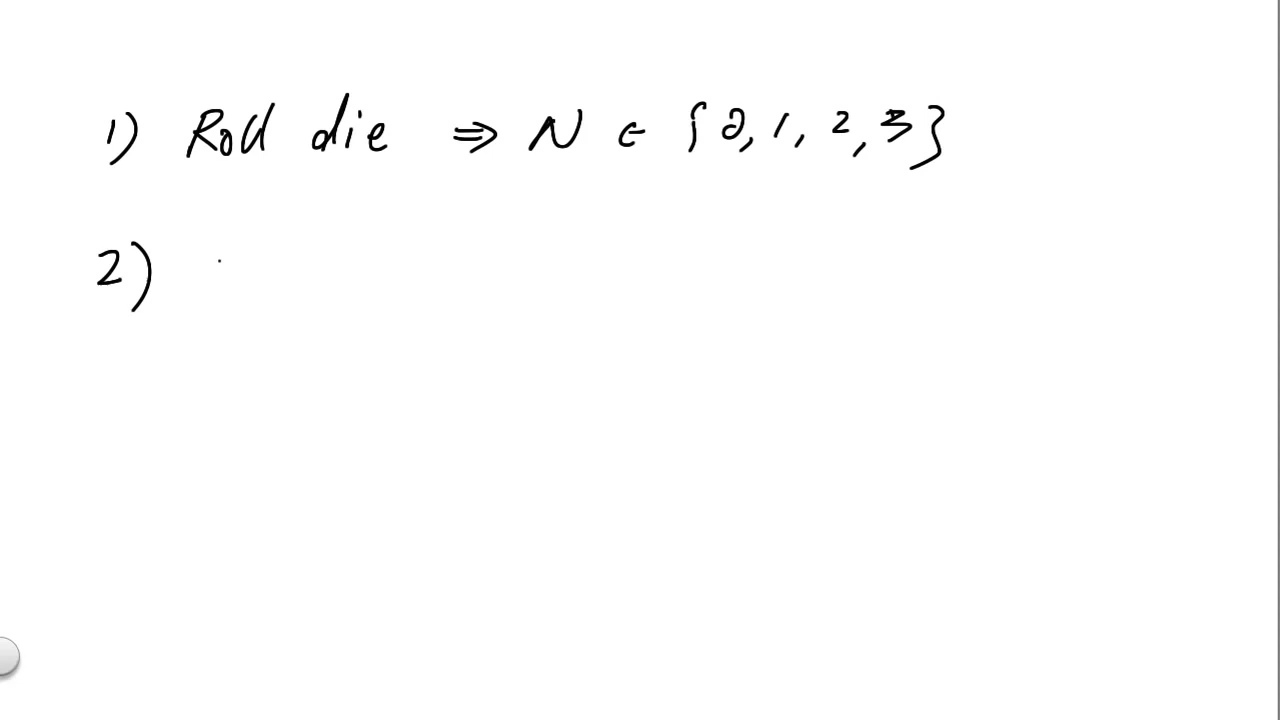 1) Roll die ⇒ N ∈ {0, 1, 2, 3}
2)